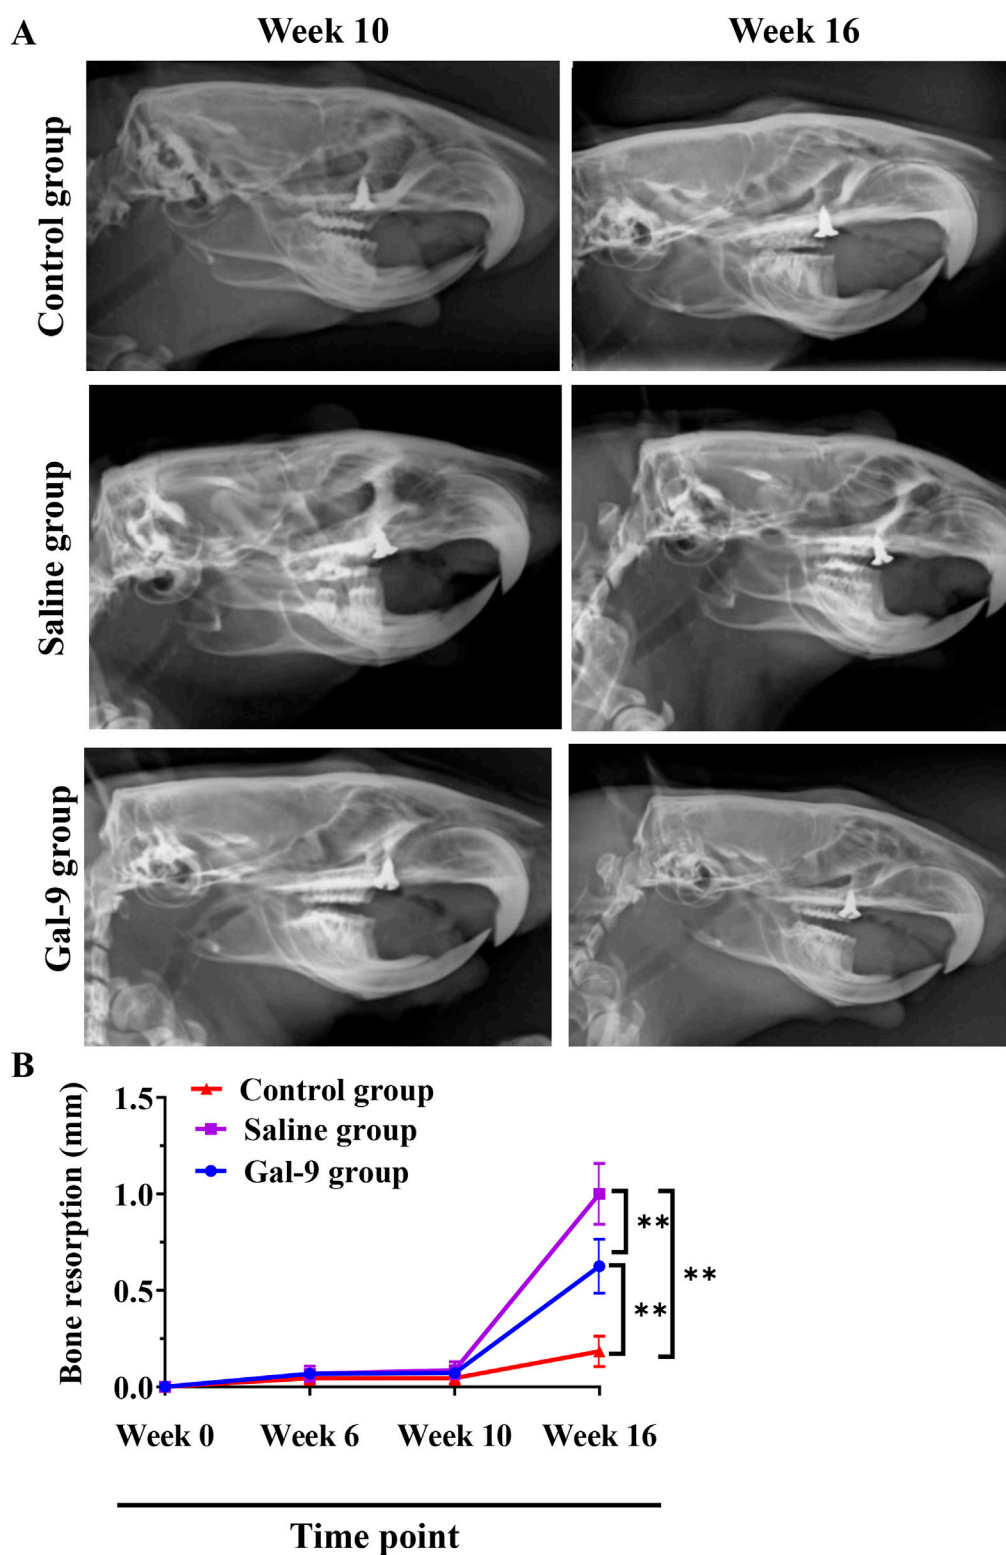 A
Week 10
Week 16
Control group
Saline group
Gal-9 group
B
Control group
Saline group
Gal-9 group
Bone resorption (mm)
1.5
1.0
0.5
0.0
**
**
**
Week 0 Week 6 Week 10 Week 16
Time point